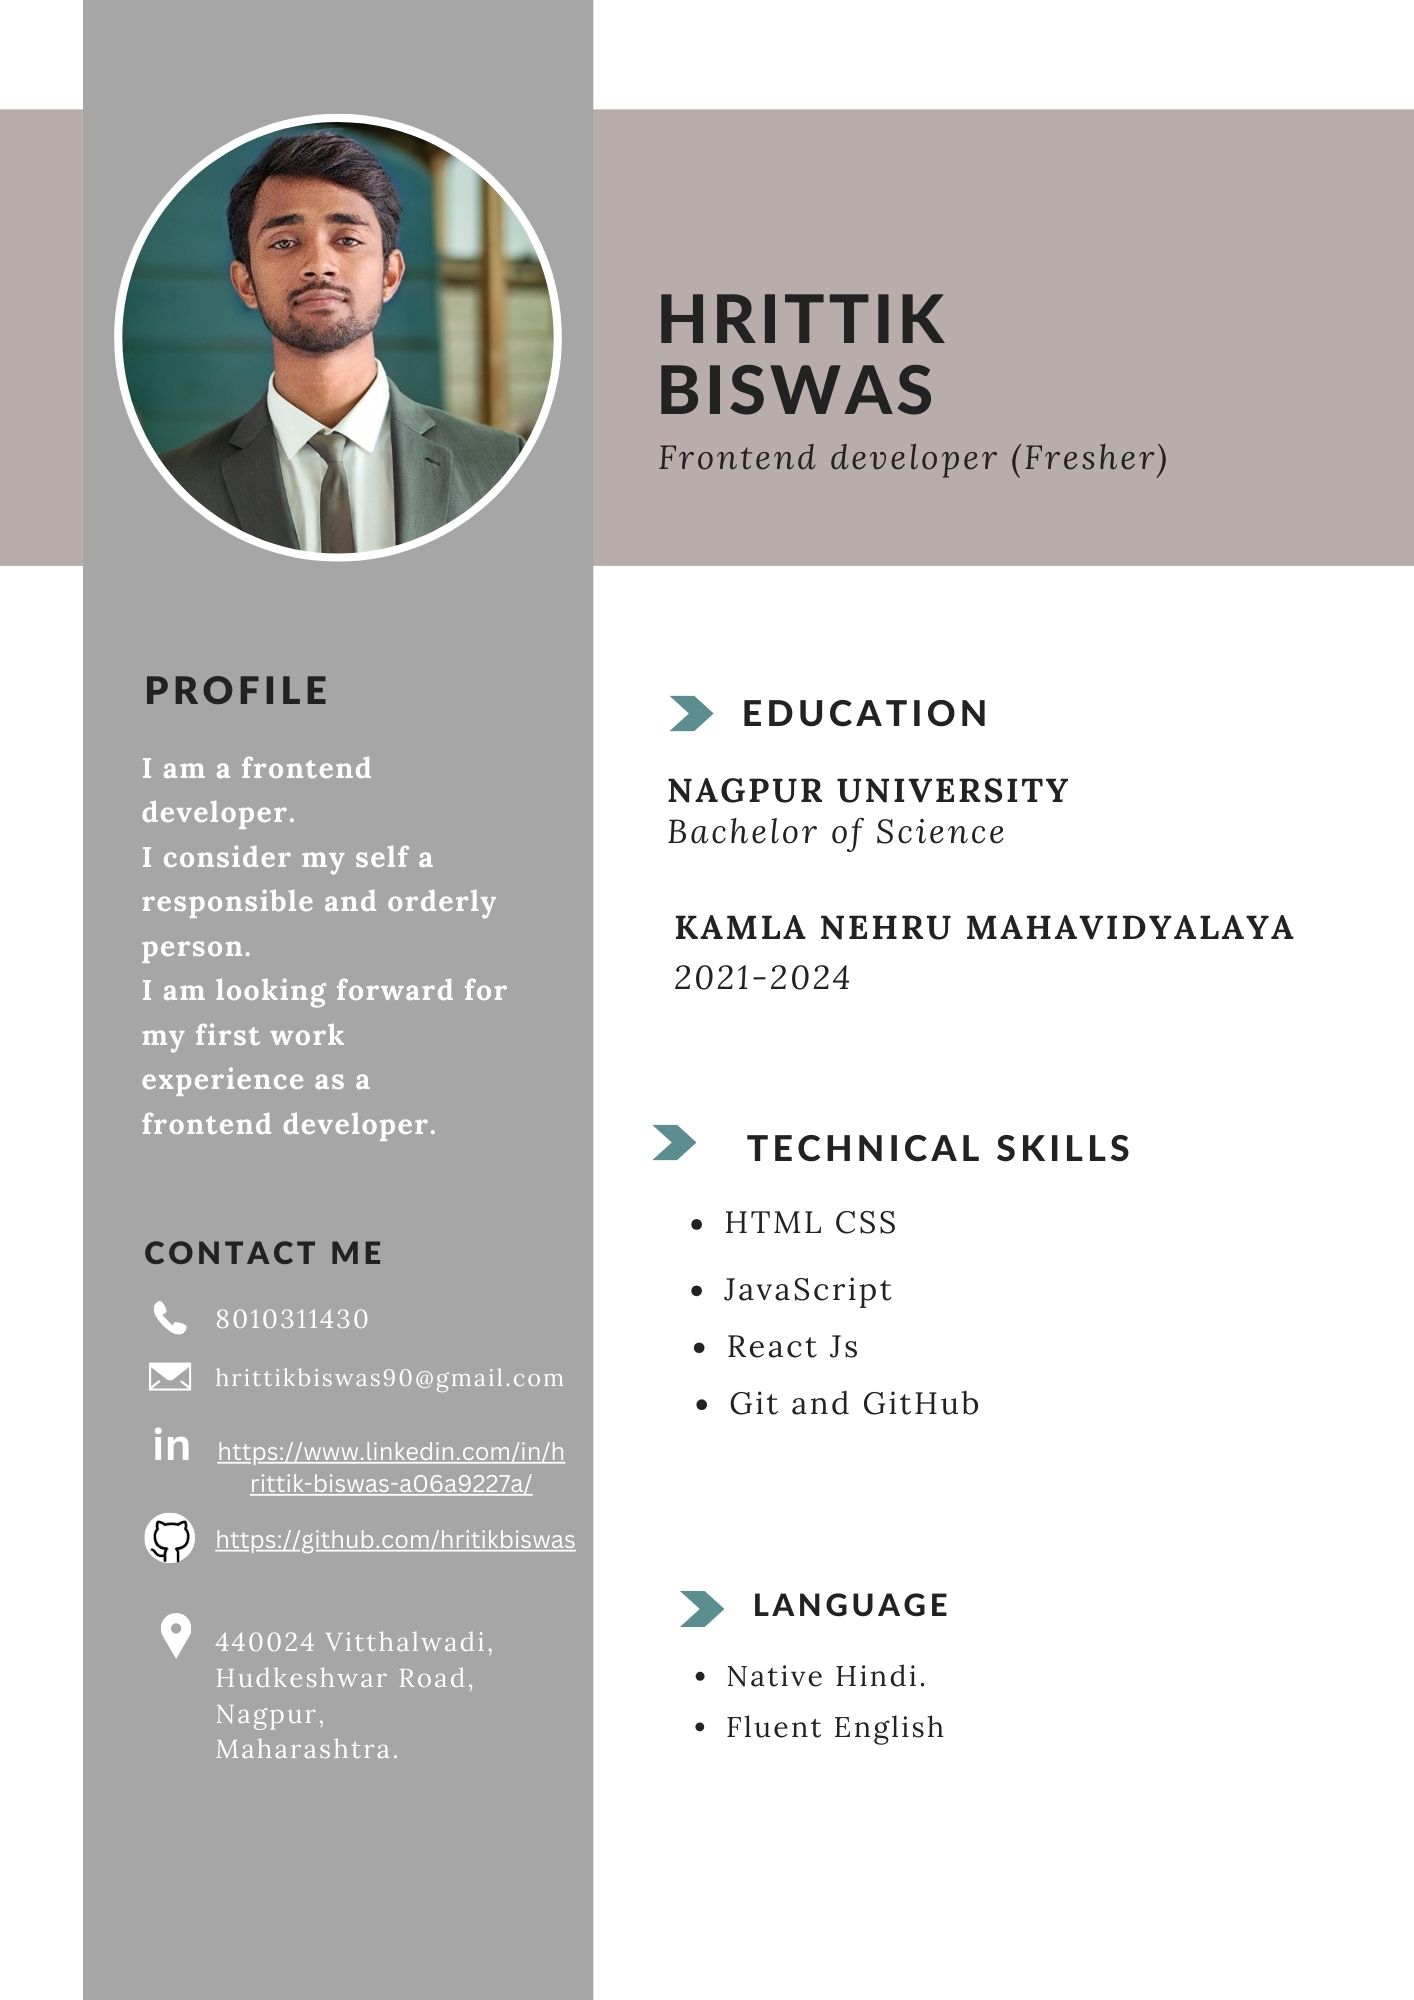 HRITTIK
BISWAS
Frontend developer (Fresher)
PROFILE
I am a frontend
developer.
I consider my self a
responsible and orderly
person.
I am looking forward for
my first work
experience as a
frontend developer.
CONTACT ME
8010311430
hrittikbiswas90@gmail.com
in
https://www.linkedin.com/in/h
rittik-biswas-a06a9227a/
https://github.com/hritikbiswas
440024 Vitthalwadi,
Hudkeshwar Road,
Nagpur,
Maharashtra.
EDUCATION
NAGPUR UNIVERSITY
Bachelor of Science
KAMLA NEHRU MAHAVIDYALAYA
2021-2024
TECHNICAL SKILLS
• HTML CSS
• JavaScript
• React Js
• Git and GitHub
LANGUAGE
• Native Hindi.
• Fluent English